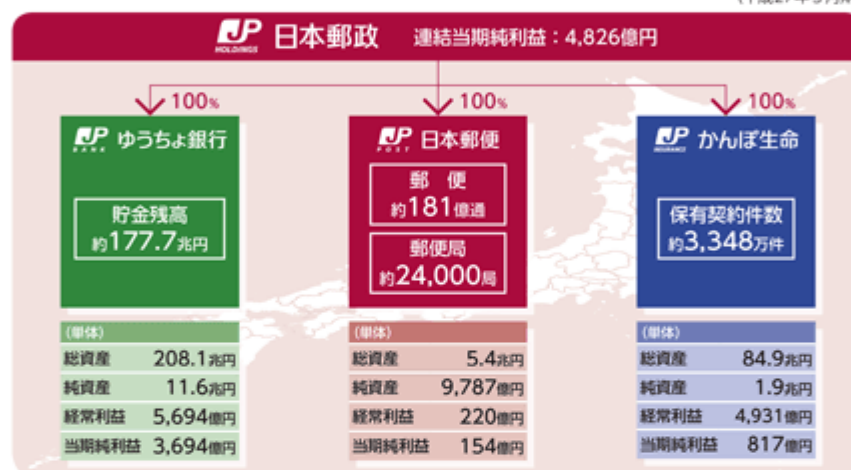 JP HOLDINGS 日本郵政 連結当期純利益:4,826億円
100% 100% 100%
JP BANK ゆうちょ銀行
貯金残高
約177.7兆円
JP POST 日本郵便
郵 便
約181億通
郵便局
約24,000局
JP INSURANCE かんぽ生命
保有契約件数
約3,348万件
(単体)
総資産 208.1兆円
純資産 11.6兆円
経常利益 5,694億円
当期純利益 3,694億円
(単体)
総資産 5.4兆円
純資産 9,787億円
経常利益 220億円
当期純利益 154億円
(単体)
総資産 84.9兆円
純資産 1.9兆円
経常利益 4,931億円
当期純利益 817億円